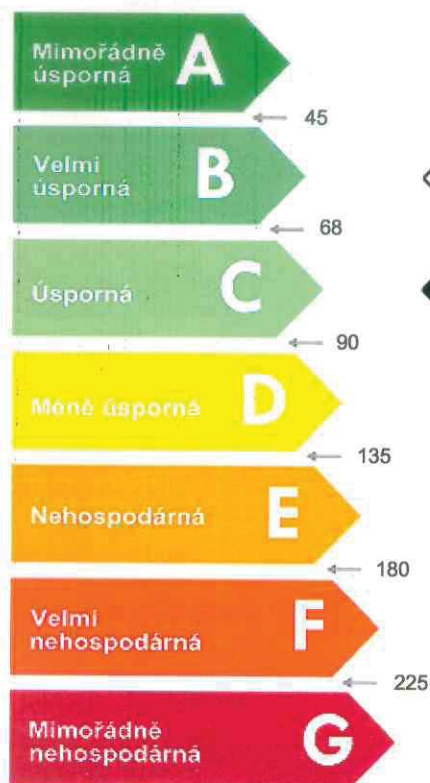 Mimořádně
úsporná
A
45
Velmi
úsporná
B
68
Úsporná
C
90
Méně úsporná
D
135
Nehospodárná
E
180
Velmi
nehospodárná
F
225
Mimořádně
nehospodárná
G